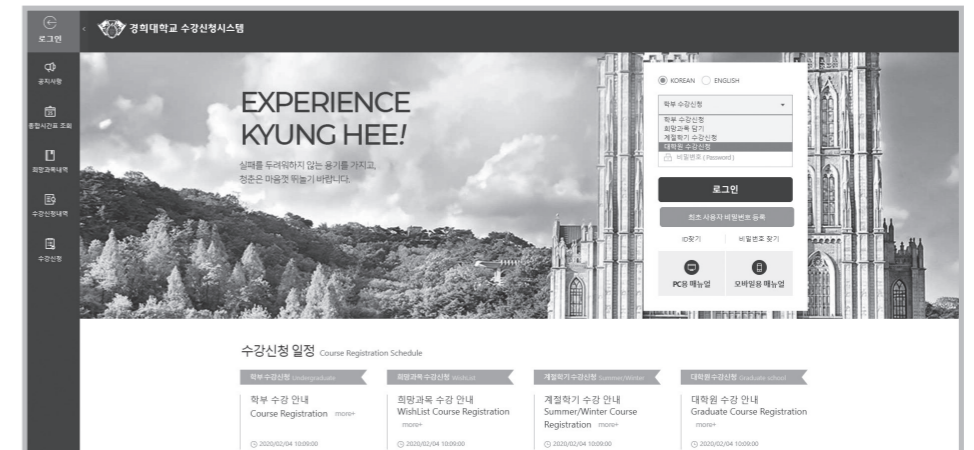 로그인
경희대학교 수강신청시스템
공지사항
종합시간표 조회
희망과목내역
수강신청내역
수강신청
EXPERIENCE
KYUNG HEE!
실패를 두려워하지 않는 용기를 가지고,
청춘은 마음껏 뛰놀기 바랍니다.
KOREAN ENGLISH
학부 수강신청
학부 수강신청
희망과목 담기
계절학기 수강신청
대학원 수강신청
비밀번호 ( Password )
로그인
최초 사용자 비밀번호 등록
ID찾기 비밀번호 찾기
PC용 매뉴얼 모바일용 매뉴얼
수강신청 일정 Course Registration Schedule
학부수강신청 Undergraduate
학부 수강 안내
Course Registration more+
2020/02/04 10:09:00
희망과목수강신청 WishList
희망과목 수강 안내
WishList Course Registration
more+
2020/02/04 10:09:00
계절학기수강신청 Summer/Winter
계절학기 수강 안내
Summer/Winter Course
Registration more+
2020/02/04 10:09:00
대학원수강신청 Graduate school
대학원 수강 안내
Graduate Course Registration
more+
2020/02/04 10:09:00